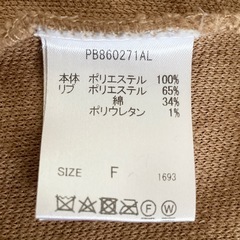 PB860271AL
本体 ポリエステル 100%
リブ ポリエステル 65%
綿 34%
ポリウレタン 1%
SIZE F 1693